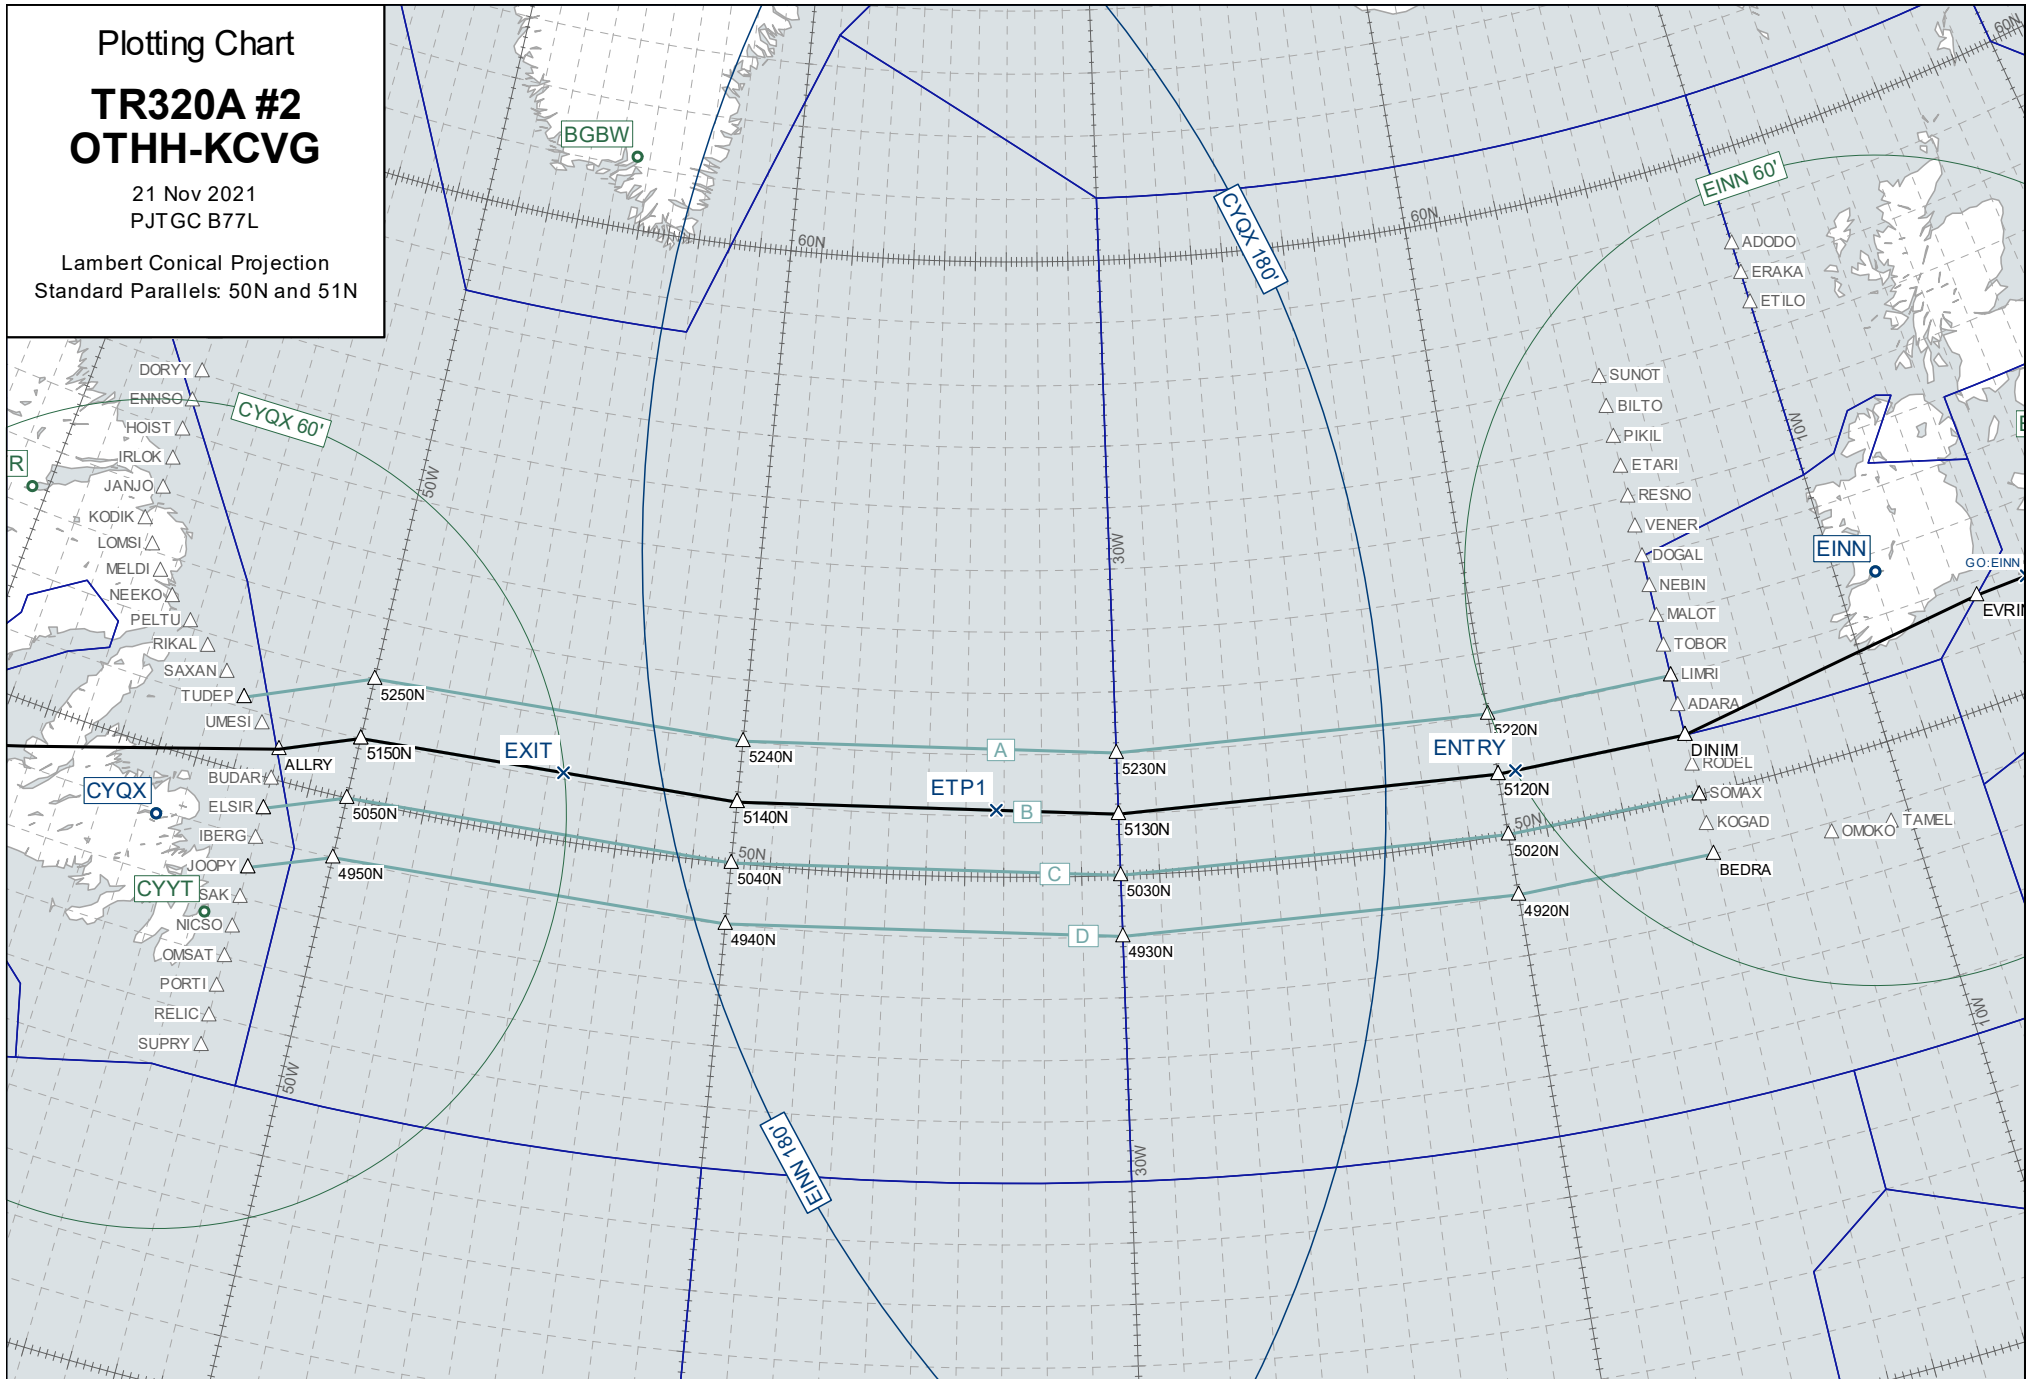 Plotting Chart
TR320A #2
OTHH-KCVG
21 Nov 2021
PJTGC B77L
Lambert Conical Projection
Standard Parallels: 50N and 51N
60N
BGBW
EINN 60'
60N
60N
CYQX 180'
ADODO
ERAKA
ETILO
DORYY
ENNSO
CYQX 60'
HOIST
IRLOK
R
JANJO
50W
KODIK
LOMSI
MELDI
NEEKO
PELTU
RIKAL
SAXAN
TUDEP
UMESI
30W
SUNOT
BILTO
PIKIL
10W
ETARI
RESNO
VENER
DOGAL
EINN
GO:EINN
NEBIN
EVRIN
MALOT
TOBOR
LIMRI
ADARA
5250N
5240N
A
5230N
5220N
ALLRY
5150N
EXIT
5140N
ETP1
B
5130N
ENTRY
5120N
DINIM
RODEL
BUDAR
CYQX
ELSIR
5050N
50N
5040N
C
5030N
50N
5020N
SOMAX
KOGAD
OMOKO
TAMEL
IBERG
JOOPY
4950N
4940N
D
4930N
4920N
BEDRA
CYYT
SAK
NICSO
OMSAT
PORTI
RELIC
SUPRY
10W
50W
EINN 180'
30W